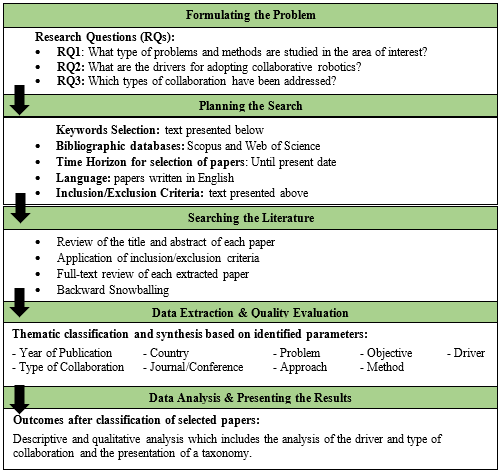 Formulating the Problem
Research Questions (RQs):
• RQ1: What type of problems and methods are studied in the area of interest?
• RQ2: What are the drivers for adopting collaborative robotics?
• RQ3: Which types of collaboration have been addressed?
Planning the Search
Keywords Selection: text presented below
• Bibliographic databases: Scopus and Web of Science
• Time Horizon for selection of papers: Until present date
• Language: papers written in English
• Inclusion/Exclusion Criteria: text presented above
Searching the Literature
• Review of the title and abstract of each paper
• Application of inclusion/exclusion criteria
• Full-text review of each extracted paper
• Backward Snowballing
Data Extraction & Quality Evaluation
Thematic classification and synthesis based on identified parameters:
- Year of Publication - Country - Problem - Objective - Driver
- Type of Collaboration - Journal/Conference - Approach - Method
Data Analysis & Presenting the Results
Outcomes after classification of selected papers:
Descriptive and qualitative analysis which includes the analysis of the driver and type of
collaboration and the presentation of a taxonomy.